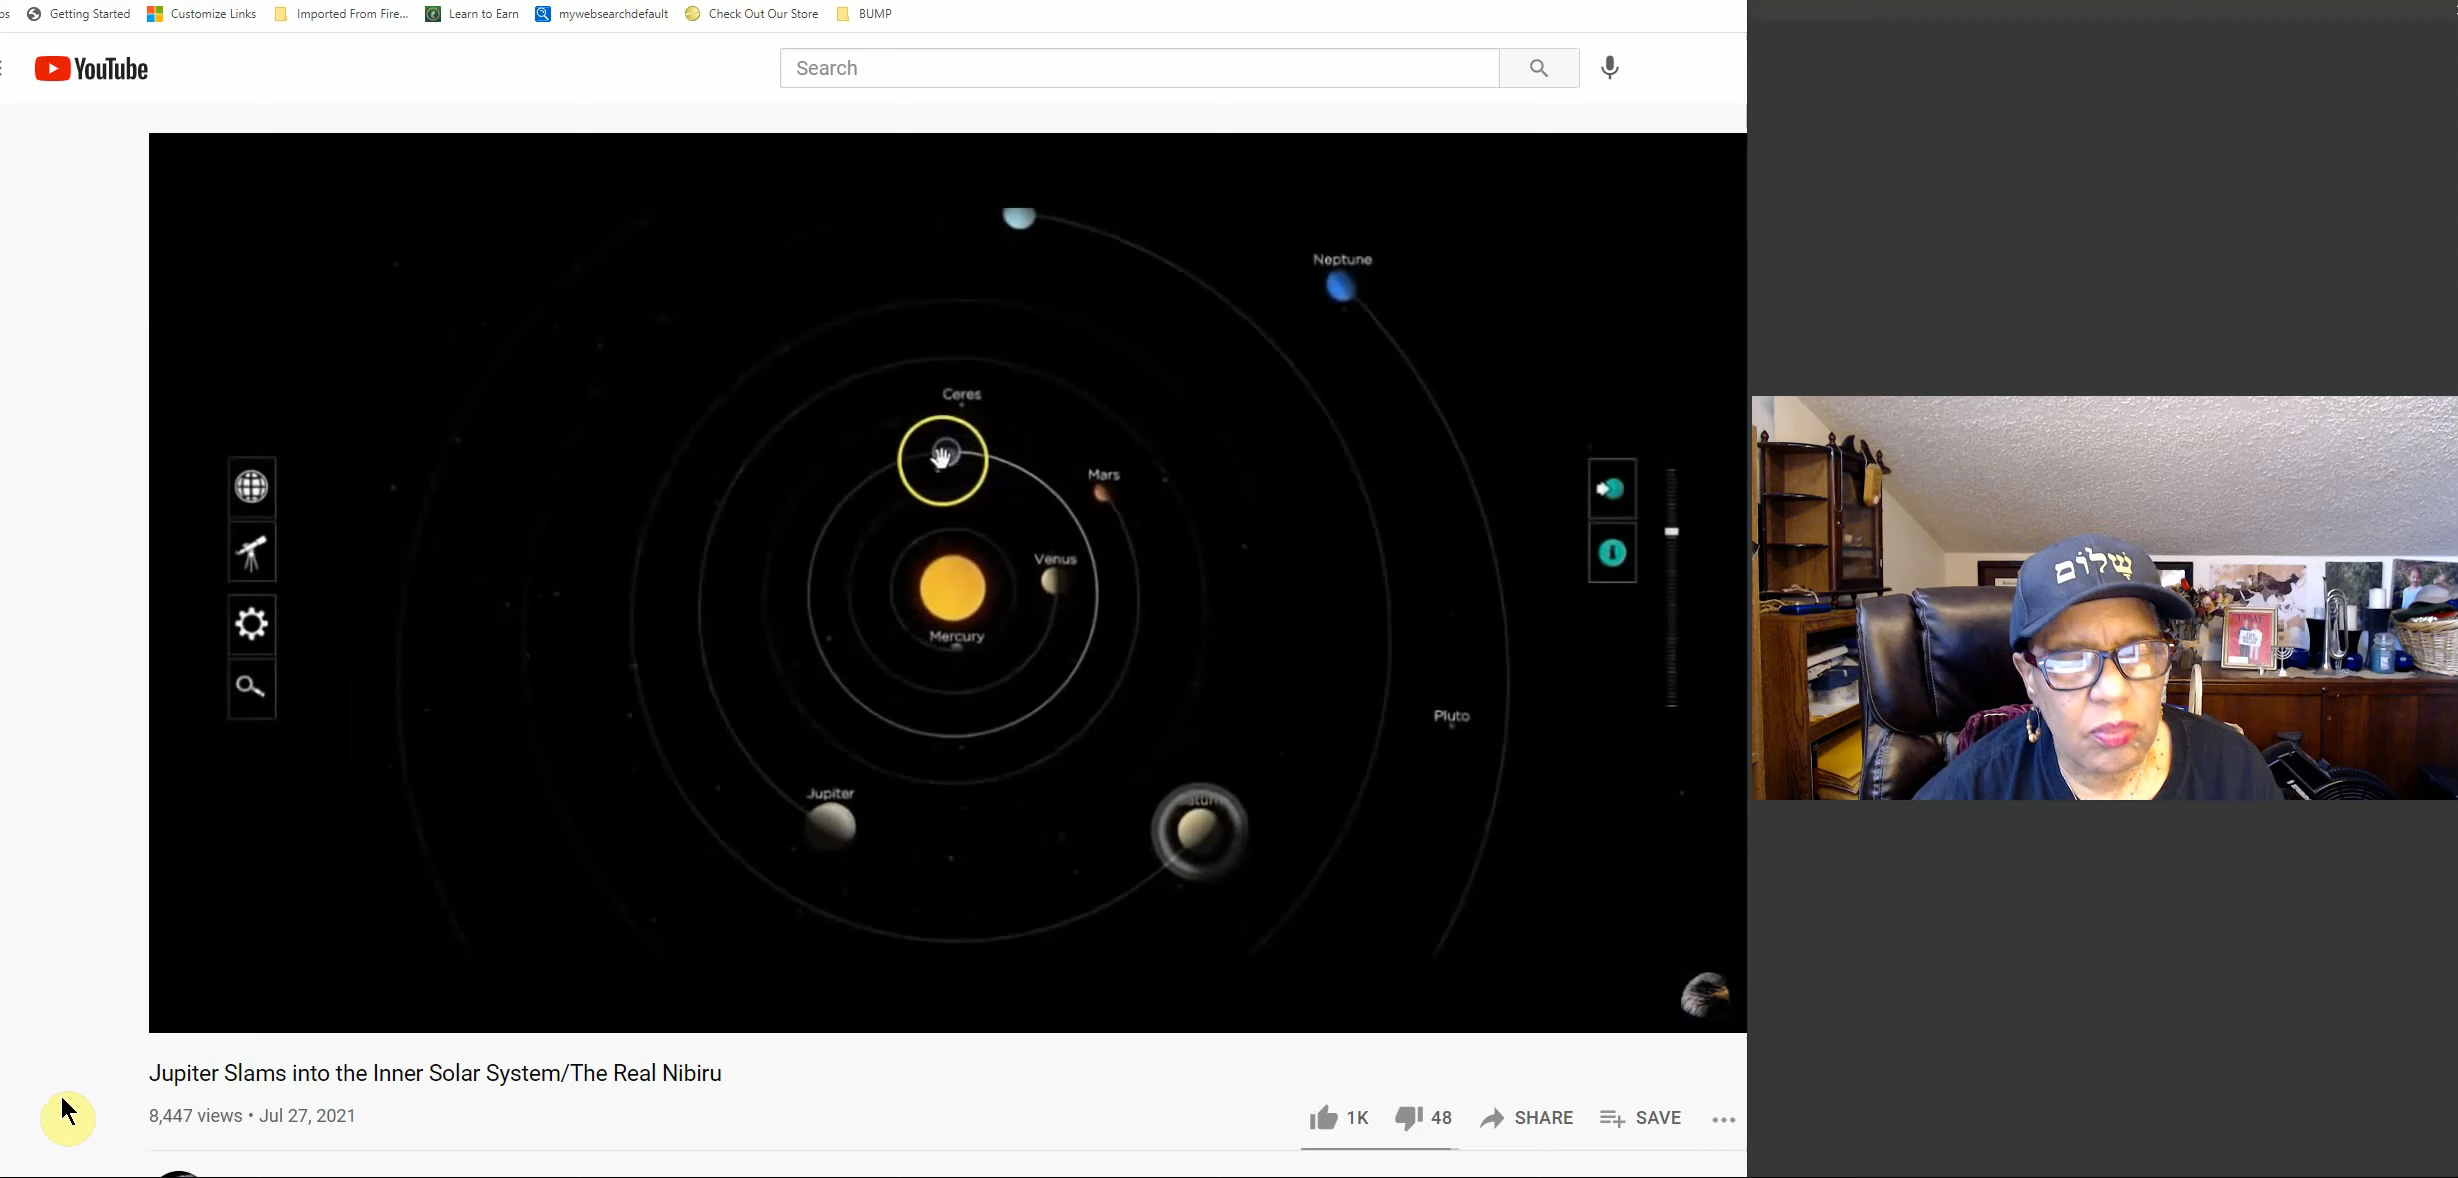 Getting Started
Customize Links
Imported From Fire...
Learn to Earn
mywebsearchdefault
Check Out Our Store
BUMP
YouTube
Search
Neptune
Ceres
Mars
Venus
Mercury
Pluto
Jupiter
שָׁלוֹם
TIME
Jupiter Slams into the Inner Solar System/The Real Nibiru
8,447 views • Jul 27, 2021
1K
48
SHARE
SAVE